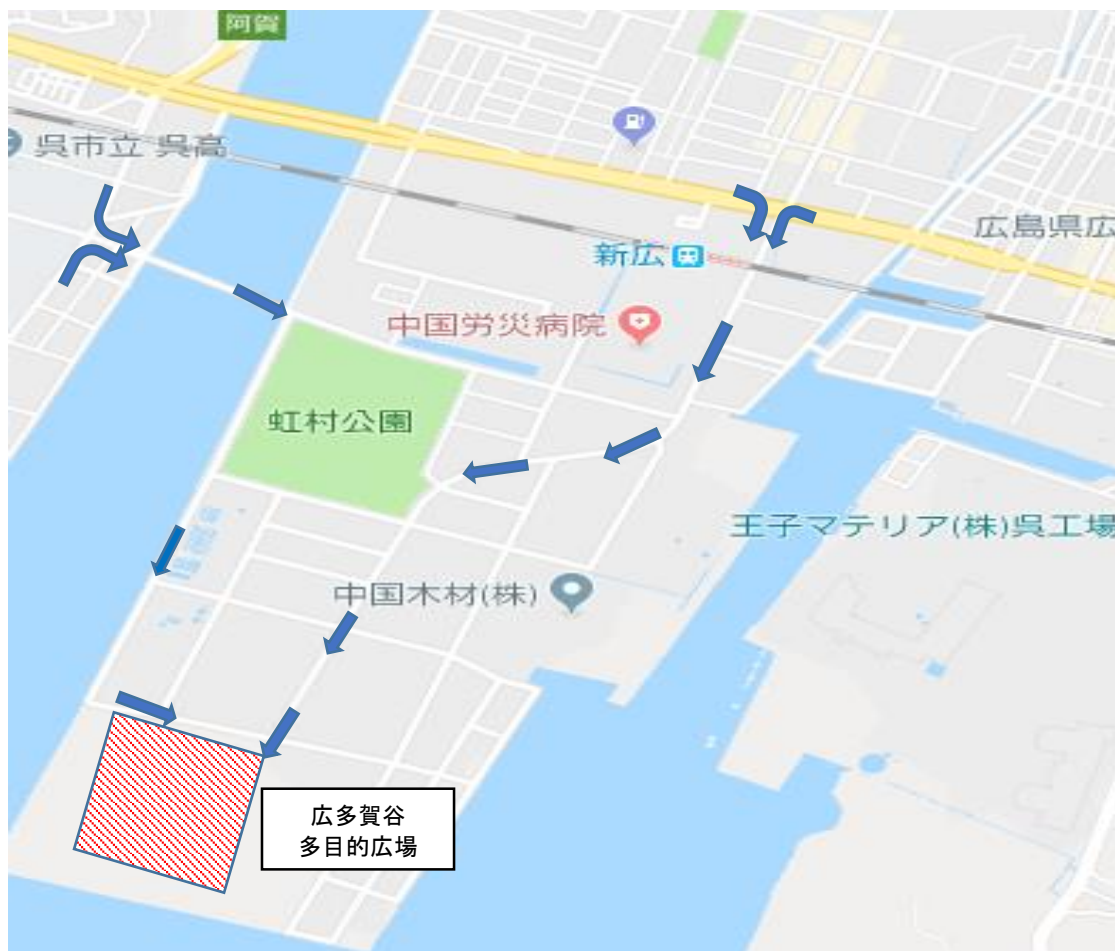 阿賀
呉市立 呉高
広島県広
新広
中国労災病院
虹村公園
王子マテリア(株)呉工場
中国木材(株)
広多賀谷
多目的広場